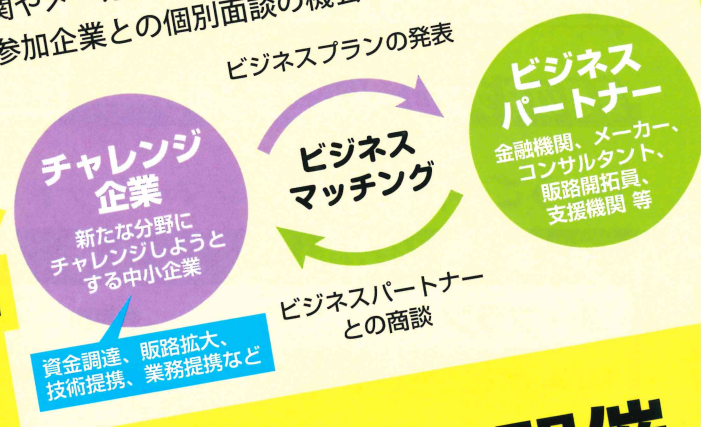 参加企業との個別面談の機会
ビジネスプランの発表
チャレンジ
企業
新たな分野に
チャレンジしようと
する中小企業
ビジネス
マッチング
ビジネス
パートナー
金融機関、メーカー、
コンサルタント、
販路開拓員、
支援機関 等
ビジネスパートナー
との商談
資金調達、販路拡大、
技術提携、業務提携など
開催